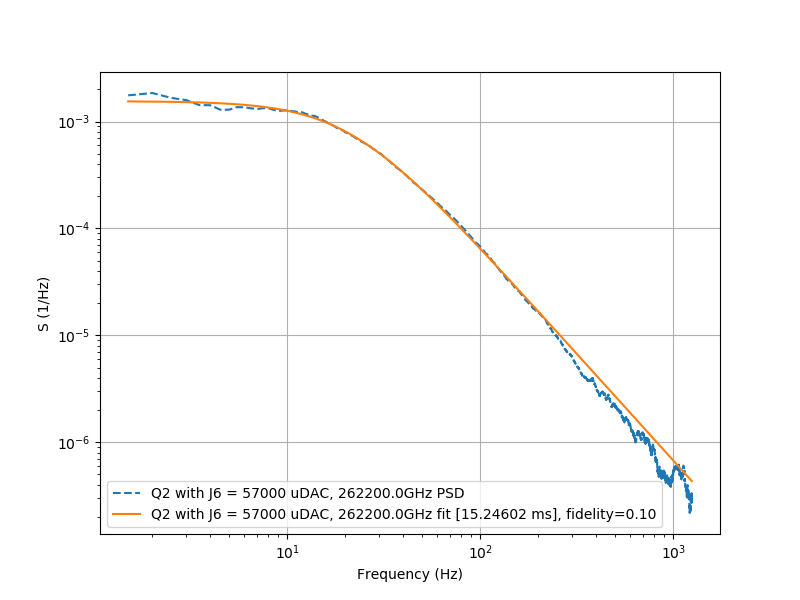 10⁻³
10⁻⁴
10⁻⁵
10⁻⁶
S (1/Hz)
Q2 with J6 = 57000 uDAC, 262200.0GHz PSD
Q2 with J6 = 57000 uDAC, 262200.0GHz fit [15.24602 ms], fidelity=0.10
10¹ 10² 10³
Frequency (Hz)